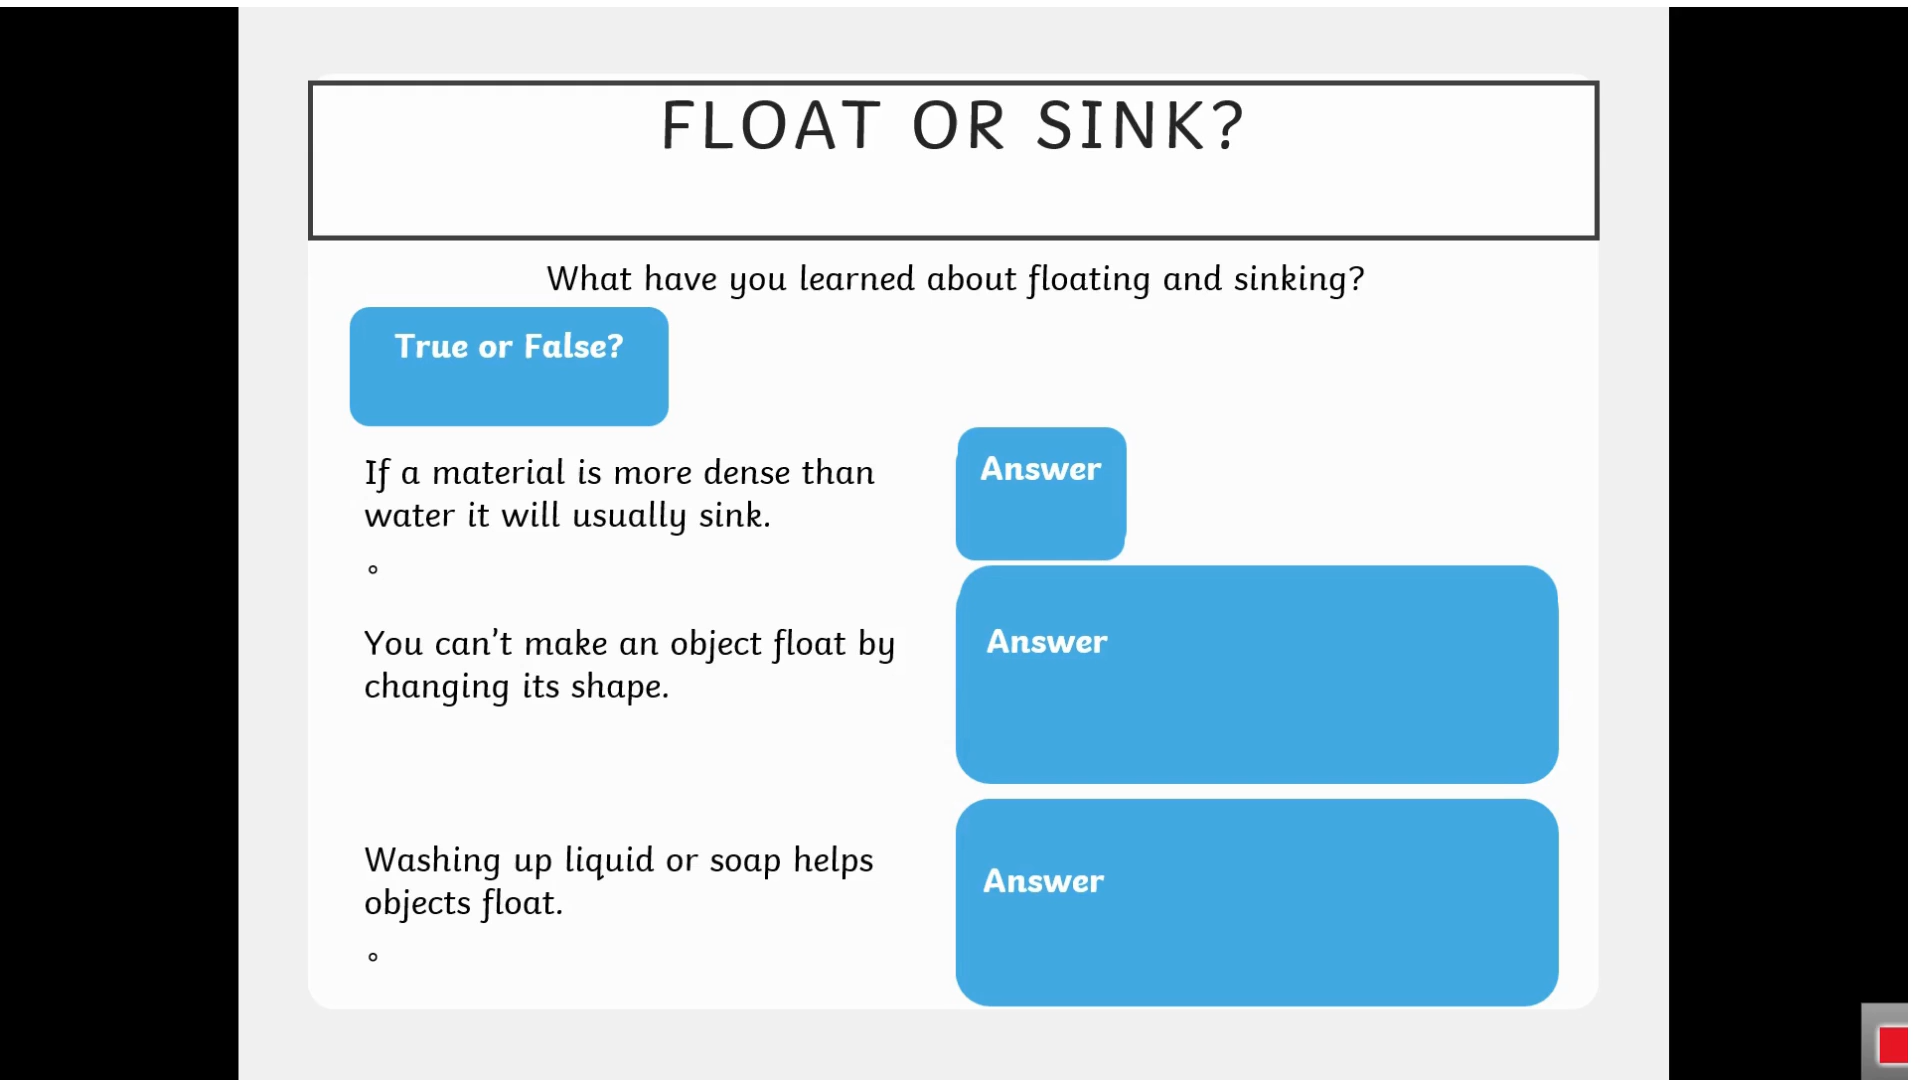 FLOAT OR SINK?
What have you learned about floating and sinking?
True or False?
If a material is more dense than
water it will usually sink.
Answer
You can’t make an object float by
changing its shape.
Answer
Washing up liquid or soap helps
objects float.
Answer